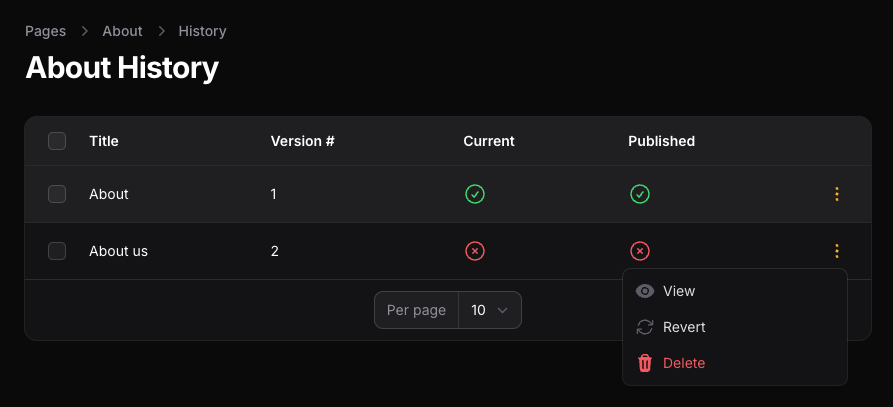 Pages > About > History
About History
Title Version # Current Published
About 1
About us 2
Per page 10
View
Revert
Delete